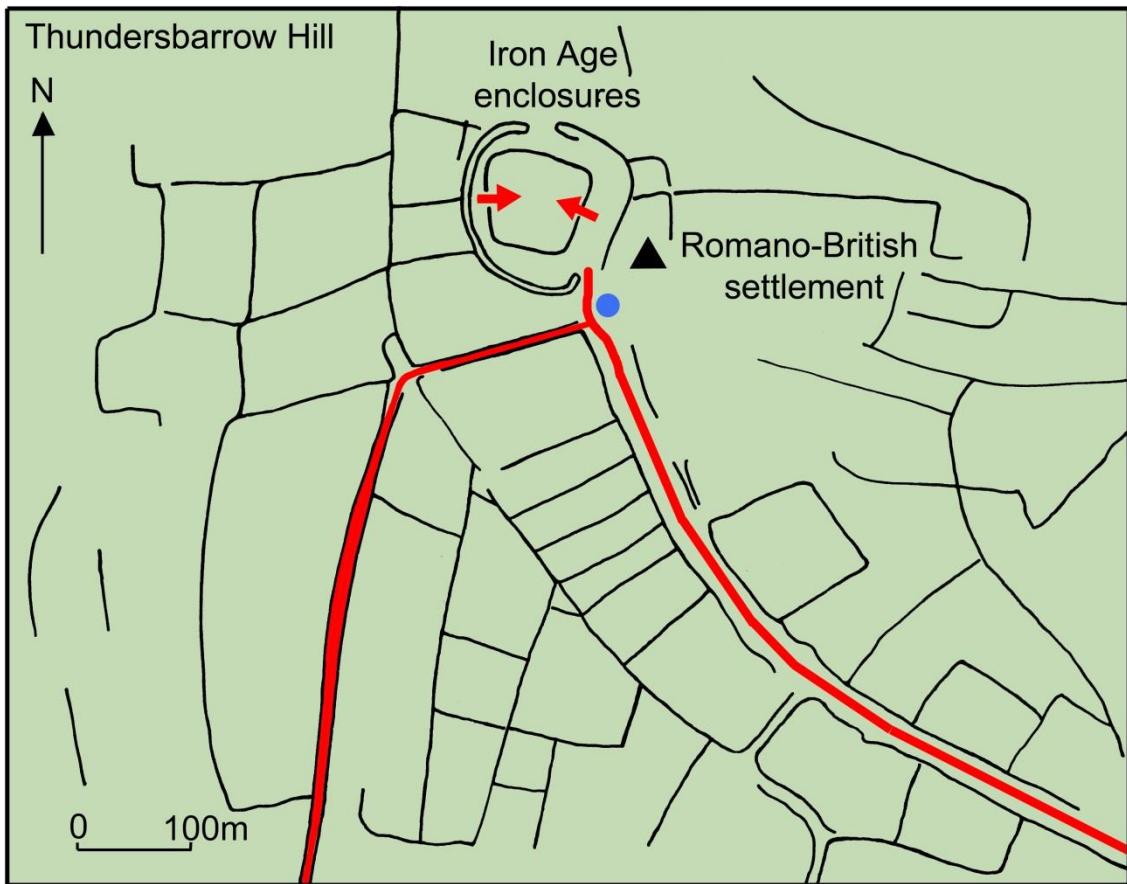 Thundersbarrow Hill
N
Iron Age
enclosures
Romano-British
settlement
0 100m